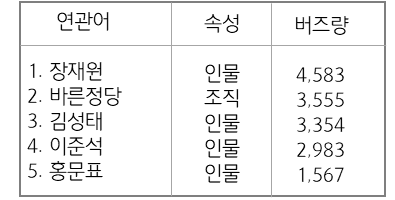 연관어 속성 버즈량
1. 장재원 인물 4,583
2. 바른정당 조직 3,555
3. 김성태 인물 3,354
4. 이준석 인물 2,983
5. 홍문표 인물 1,567